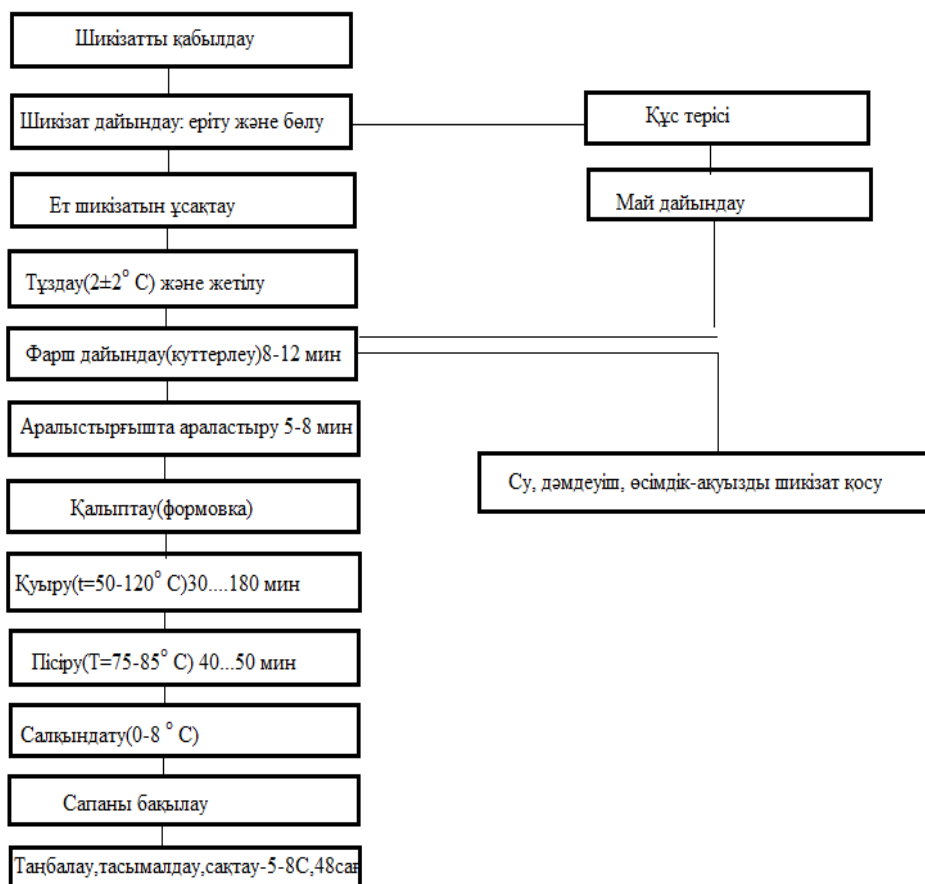 Шикізатты қабылдау
Шикізат дайындау: еріту және бөлу
Құс терісі
Ет шикізатын ұсақтау
Май дайындау
Тұздау(2±2° С) және жетілу
Фарш дайындау(куттерлеу)8-12 мин
Аралыстырғышта араластыру 5-8 мин
Су, дәмдеуіш, өсімдік-ақуызды шикізат қосу
Қалыптау(формовка)
Қуыру(t=50-120° С)30....180 мин
Пісіру(Т=75-85° С) 40...50 мин
Салқындату(0-8 ° С)
Сапаны бақылау
Таңбалау,тасымалдау,сақтау-5-8С,48сағ